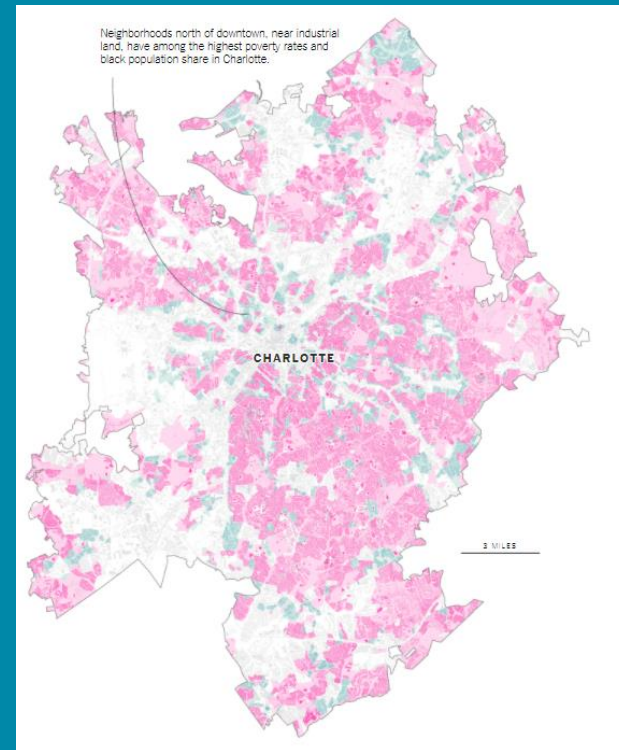 Neighborhoods north of downtown, near industrial
land, have among the highest poverty rates and
black population share in Charlotte.
CHARLOTTE
3 MILES